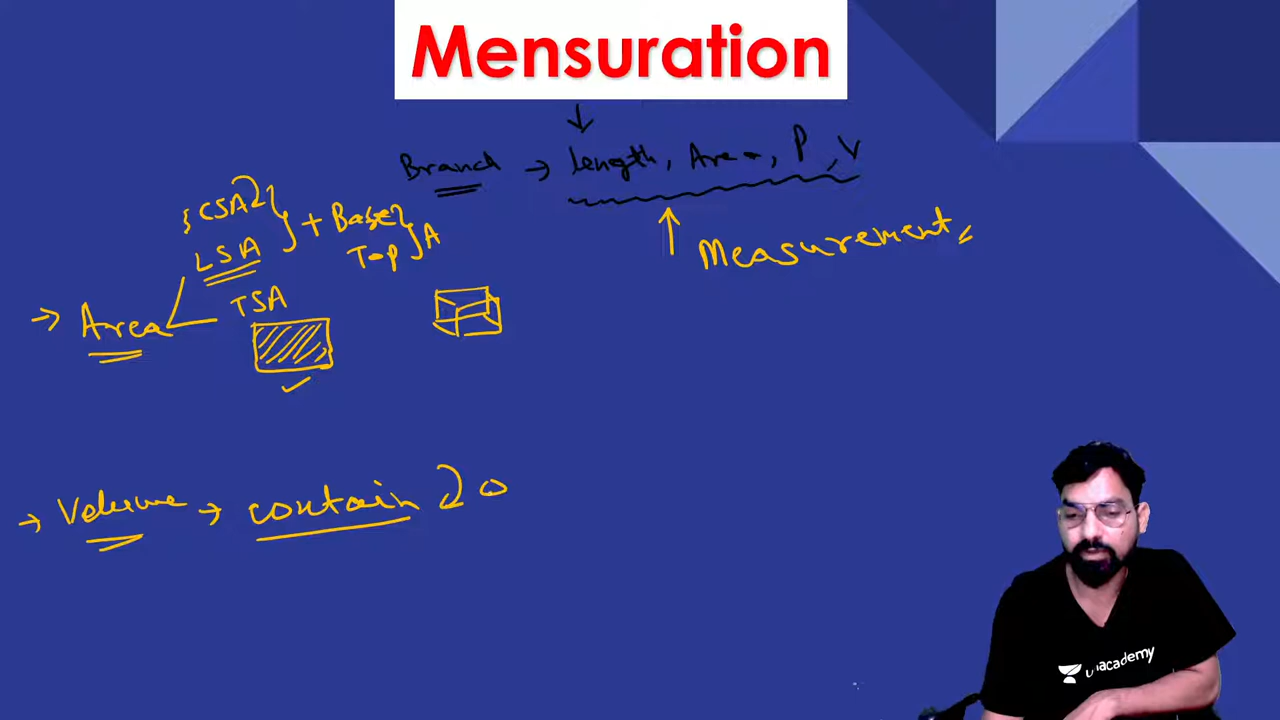 Mensuration
Branch → length, Area, P, V
Measurement
{CSA}
LSA
+ Base
Top
A
TSA
→ Area
→ Volume → contain
unacademy